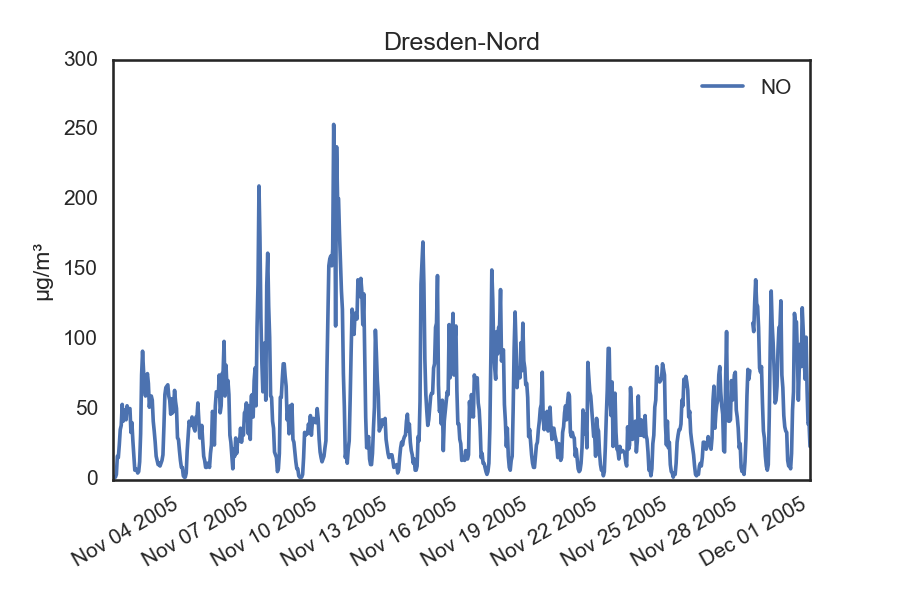 Dresden-Nord
300
250
200
150
100
50
0
µg/m³
NO
Nov 04 2005
Nov 07 2005
Nov 10 2005
Nov 13 2005
Nov 16 2005
Nov 19 2005
Nov 22 2005
Nov 25 2005
Nov 28 2005
Dec 01 2005